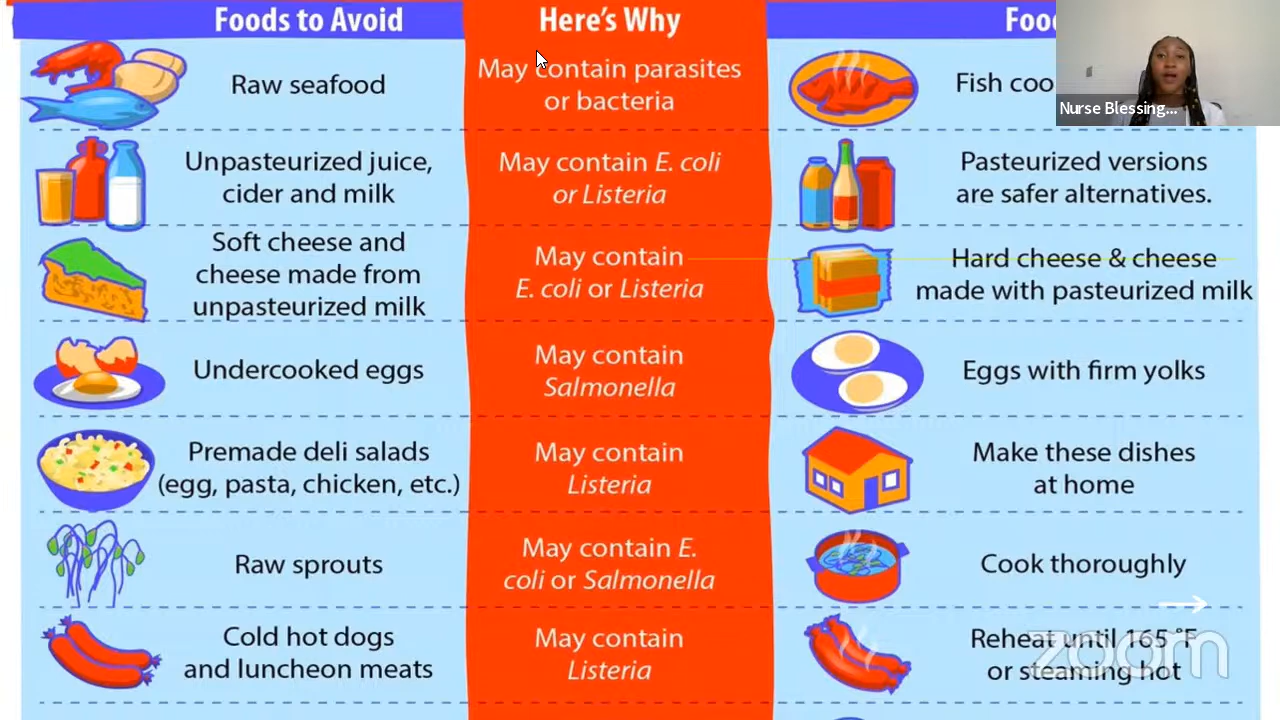 Foods to Avoid
Here's Why
Raw seafood
May contain parasites
or bacteria
Fish
Nurse Blessing...
Unpasteurized juice,
cider and milk
May contain E. coli
or Listeria
Pasteurized versions
are safer alternatives.
Soft cheese and
cheese made from
unpasteurized milk
May contain
E. coli or Listeria
Hard cheese & cheese
made with pasteurized milk
Undercooked eggs
May contain
Salmonella
Eggs with firm yolks
Premade deli salads
(egg, pasta, chicken, etc.)
May contain
Listeria
Make these dishes
at home
Raw sprouts
May contain E.
coli or Salmonella
Cook thoroughly
Cold hot dogs
and luncheon meats
May contain
Listeria
Reheat until 165 °F
or steaming hot
zoom